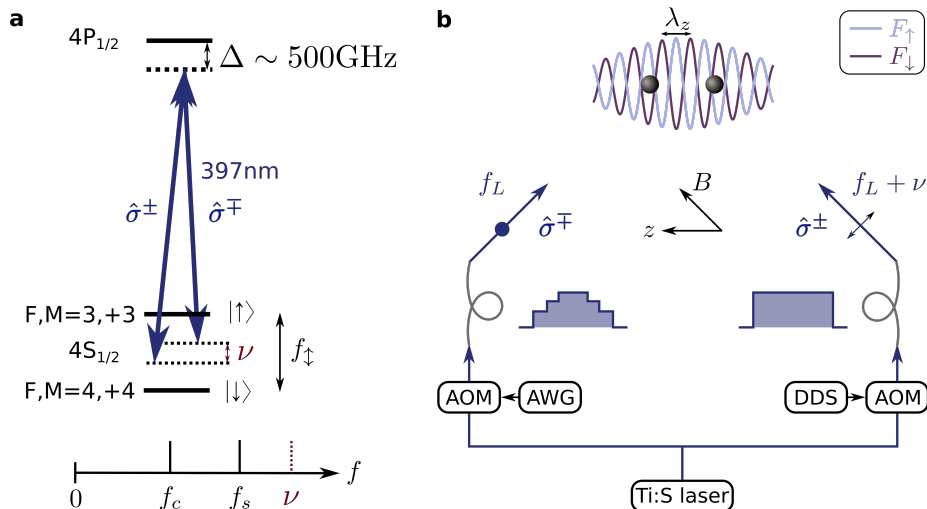 a
4P1/2
Δ ∼ 500GHz
397nm
σ̂±
σ̂∓
F,M=3,+3
|↑⟩
4S1/2
ν
f↕
F,M=4,+4
|↓⟩
0
fc
fs
ν
f
b
λz
F↑
F↓
fL
σ̂∓
B
z
σ̂±
fL + ν
AOM
AWG
DDS
AOM
Ti:S laser